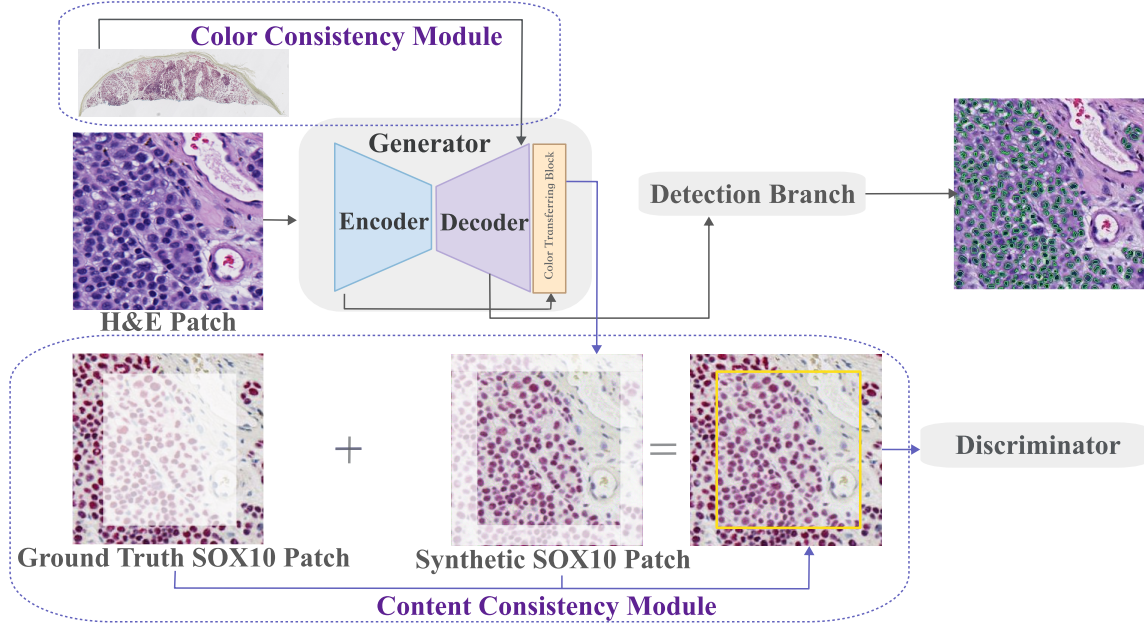 Color Consistency Module
Generator
Encoder
Decoder
Color Transferring Block
Detection Branch
H&E Patch
+
=
Discriminator
Ground Truth SOX10 Patch
Synthetic SOX10 Patch
Content Consistency Module